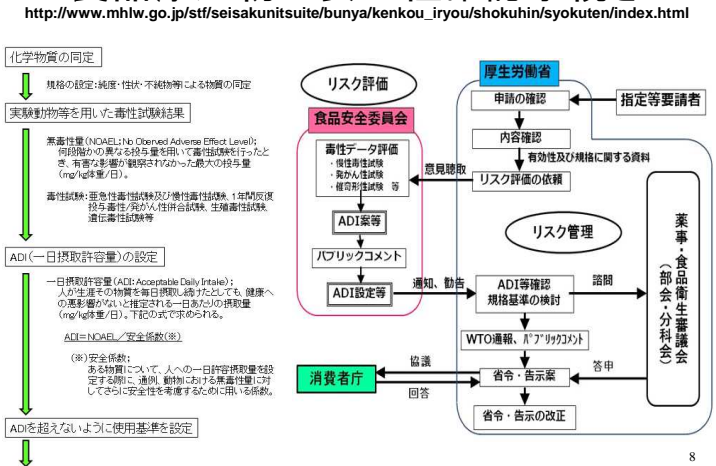 http://www.mhlw.go.jp/stf/seisakunitsuite/bunya/kenkou_iryou/shokuhin/syokuten/index.html
化学物質の同定
規格の設定:純度・性状・不純物等による物質の同定
実験動物等を用いた毒性試験結果
無毒性量(NOAEL;No Oberved Adverse Effect Level);
何段階かの異なる投与量を用いて毒性試験を行ったと
き、有害な影響が観察されなかった最大の投与量
(mg/kg体重/日)。
毒性試験:亜急性毒性試験及び慢性毒性試験、1年間反復
投与毒性/発がん性併合試験、生殖毒性試験、
遺伝毒性試験等
ADI(一日摂取許容量)の設定
一日摂取許容量(ADI:Acceptable Daily Intake);
人が生涯その物質を毎日摂取し続けたとしても、健康へ
の悪影響がないと推定される一日あたりの摂取量
(mg/kg体重/日)。下記の式で求められる。
ADI=NOAEL/安全係数(※)
(※)安全係数;
ある物質について、人への一日許容摂取量を設
定する際に、通例、動物における無毒性量に対
してさらに安全性を考慮するために用いる係数。
ADIを超えないように使用基準を設定
リスク評価
食品安全委員会
毒性データ評価
・慢性毒性試験
・発がん性試験
・催奇形性試験 等
ADI案等
パブリックコメント
ADI設定等
意見聴取
通知、勧告
厚生労働省
申請の確認
指定等要請者
内容確認
有効性及び規格に関する資料
リスク評価の依頼
リスク管理
ADI等確認
規格基準の検討
諮問
WTO通報、パブリックコメント
薬事・食品衛生審議会
(部会・分科会)
消費者庁
協議
回答
省令・告示案
答申
省令・告示の改正
8